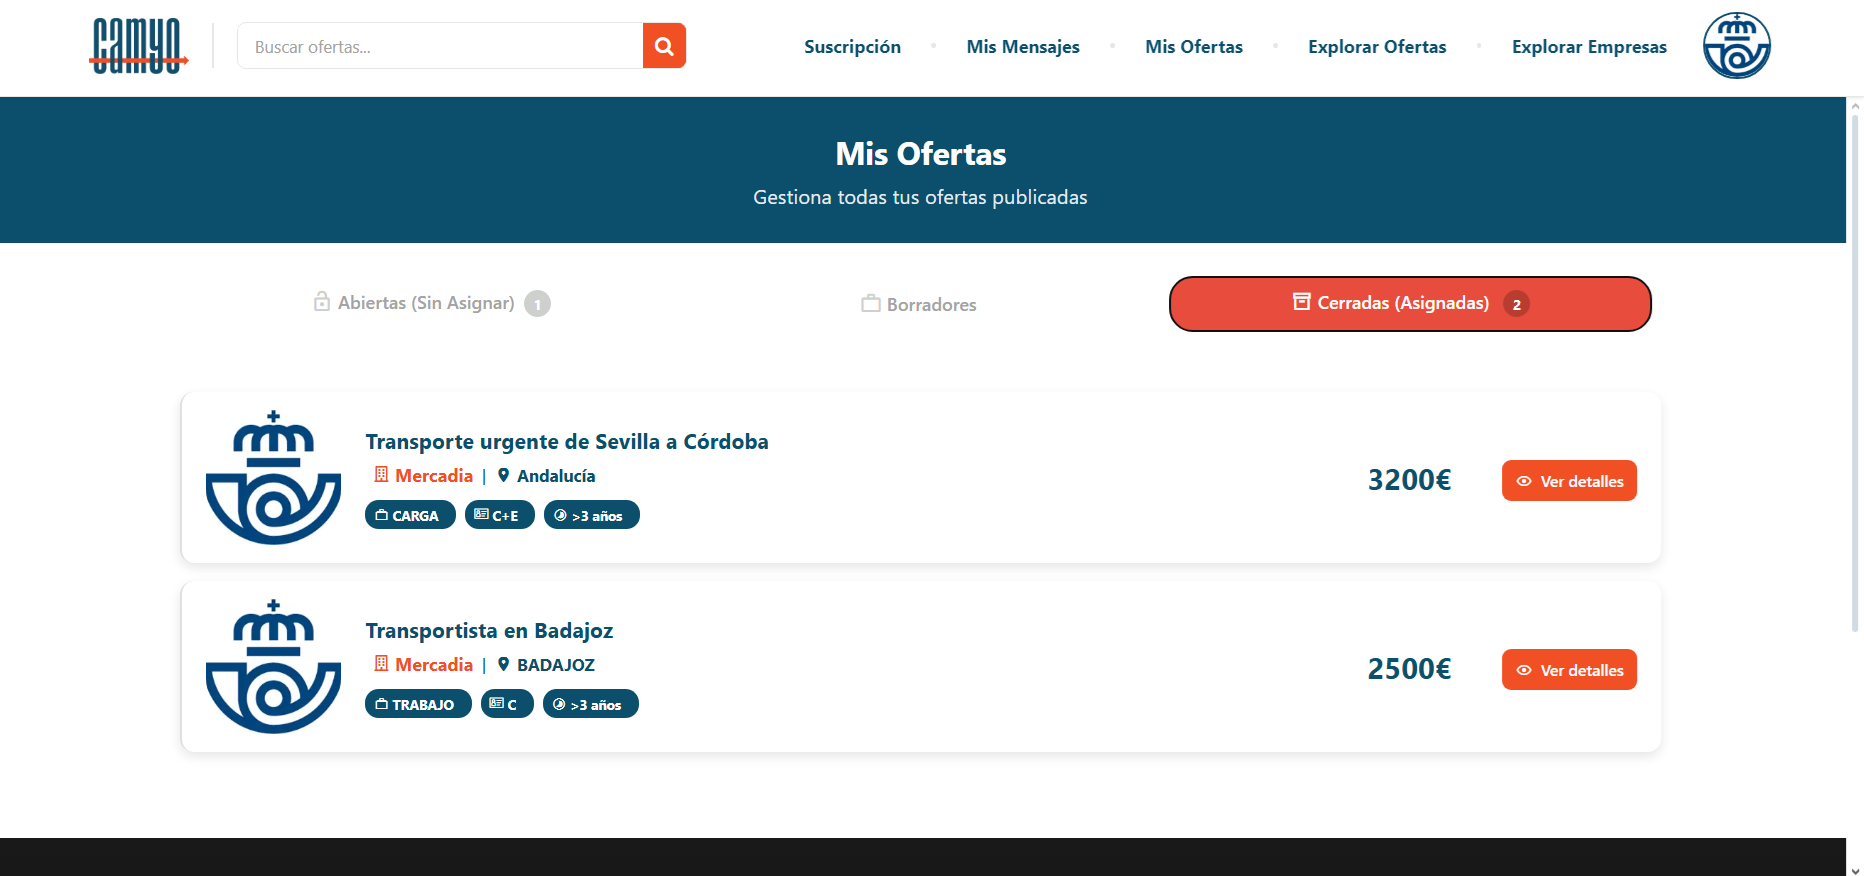 camyo
Buscar ofertas...
Suscripción
Mis Mensajes
Mis Ofertas
Explorar Ofertas
Explorar Empresas
Mis Ofertas
Gestiona todas tus ofertas publicadas
Abiertas (Sin Asignar) 1
Borradores
Cerradas (Asignadas) 2
Transporte urgente de Sevilla a Córdoba
Mercadia | Andalucía
CARGA C+E >3 años
3200€
Ver detalles
Transportista en Badajoz
Mercadia | BADAJOZ
TRABAJO C >3 años
2500€
Ver detalles